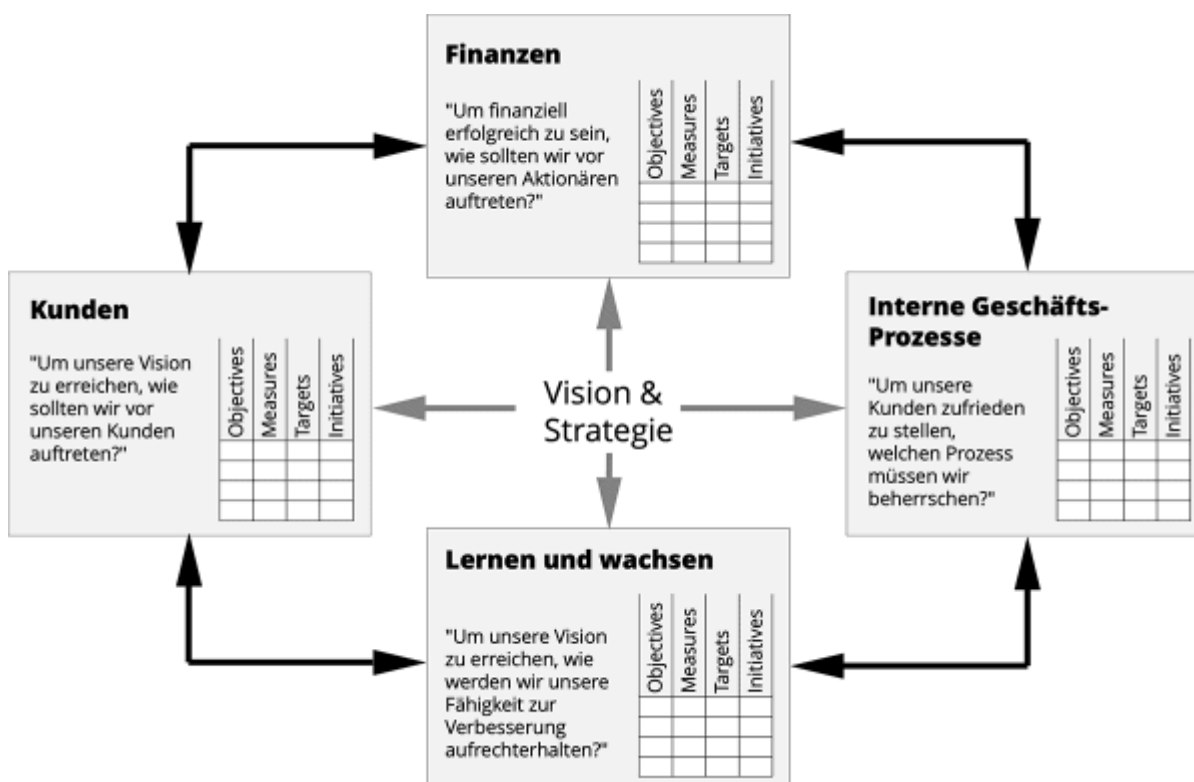 Finanzen
"Um finanziell
erfolgreich zu sein,
wie sollten wir vor
unseren Aktionären
auftreten?"
Objectives
Measures
Targets
Initiatives
Kunden
"Um unsere Vision
zu erreichen, wie
sollten wir vor
unseren Kunden
auftreten?"
Objectives
Measures
Targets
Initiatives
Vision &
Strategie
Interne Geschäfts-
Prozesse
"Um unsere
Kunden zufrieden
zu stellen,
welchen Prozess
müssen wir
beherrschen?"
Objectives
Measures
Targets
Initiatives
Lernen und wachsen
"Um unsere Vision
zu erreichen, wie
werden wir unsere
Fähigkeit zur
Verbesserung
aufrechterhalten?"
Objectives
Measures
Targets
Initiatives